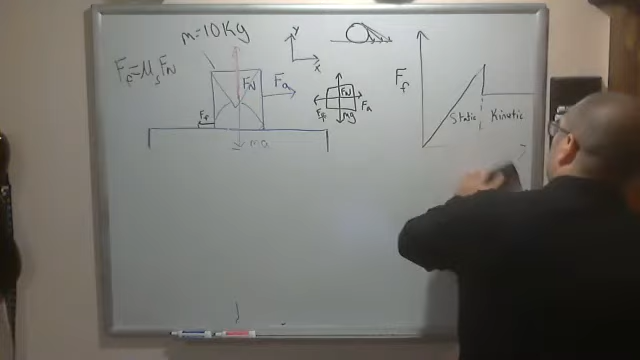 m=10Kg
Ff=μsFN
FN
Fa
Ff
mg
Y
X
FN
Ff
Fa
mg
Ff
Static
Kinetic